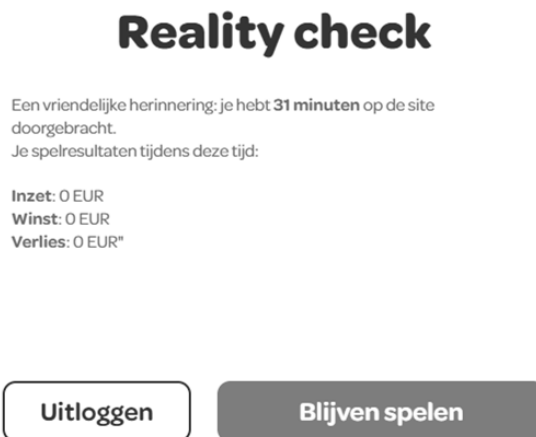 Reality check
Een vriendelijke herinnering: je hebt 31 minuten op de site
doorgebracht.
Je spelresultaten tijdens deze tijd:
Inzet: 0 EUR
Winst: 0 EUR
Verlies: 0 EUR"
Uitloggen
Blijven spelen